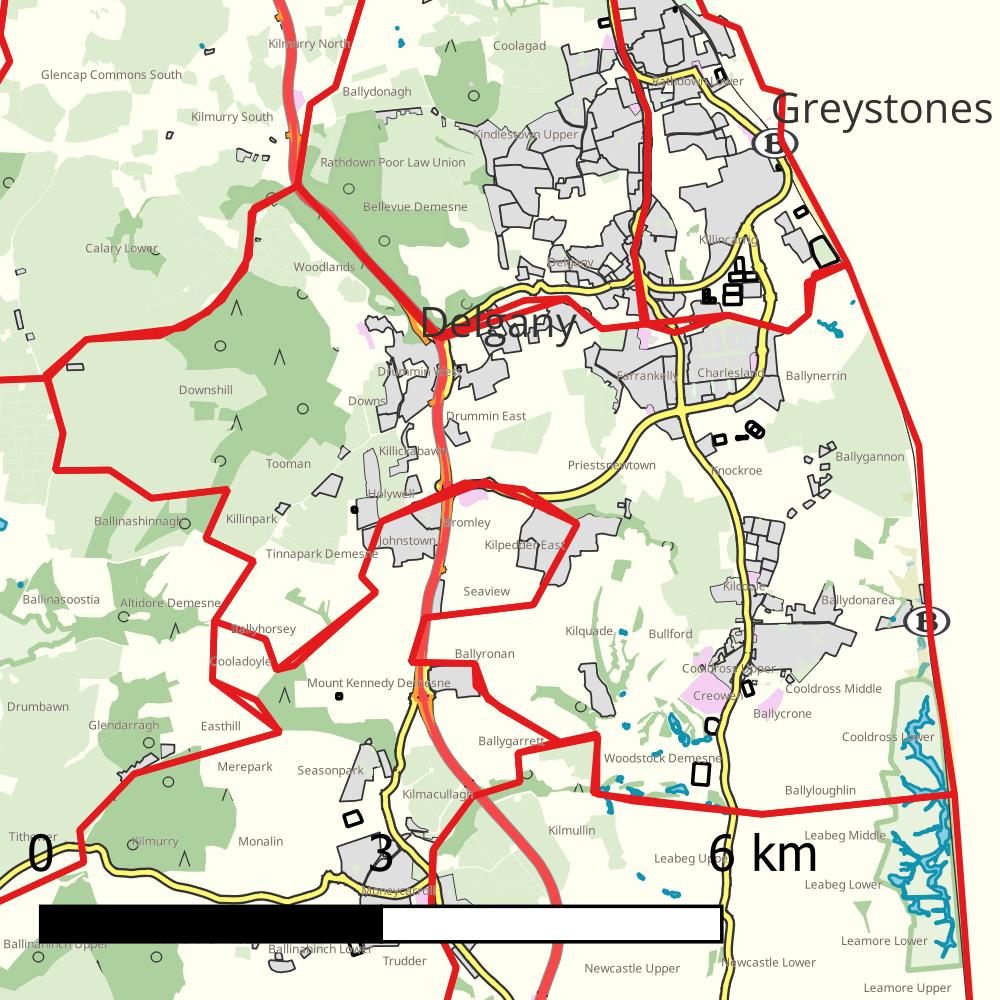 Kilmurry North
Coolagad
Glencap Commons South
Rathdown Lower
Ballydonagh
Greystones
Kilmurry South
Kindlestown Upper
B
Rathdown Poor Law Union
Bellevue Demesne
Calary Lower
Killincarrig
Delgany
Woodlands
Delgany
Drummin West
Farrankelly
Charlesland
Ballynerrin
Downshill
Downs
Drummin East
Killickabawn
Ballygannon
Tooman
Priestsnewtown
Knockroe
Holywell
Ballinashinnagh
Killinpark
Bromley
Johnstown
Kilpedder East
Tinnapark Demesne
Kilcoole
Seaview
Ballinasoostia
Altidore Demesne
Ballydonarea
B
Ballyhorsey
Kilquade
Bullford
Cooladoyle
Ballyronan
Cooldross Upper
Mount Kennedy Demesne
Cooldross Middle
Creowen
Drumbawn
Ballycrone
Glendarragh
Easthill
Ballygarrett
Cooldross Lower
Woodstock Demesne
Merepark
Seasonpark
Kilmacullagh
Ballyloughlin
Tithewer
Kilmurry
Monalin
Kilmullin
Leabeg Middle
0
3
6 km
Leabeg Upper
Leabeg Lower
Moneycarroll
Ballinahinch Upper
Ballinahinch Lower
Leamore Lower
Trudder
Newcastle Upper
Newcastle Lower
Leamore Upper